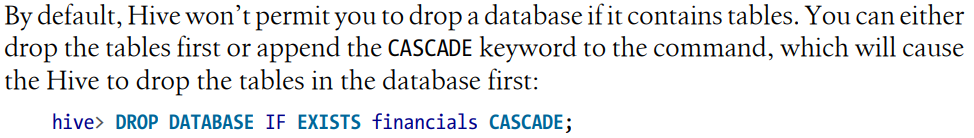 By default, Hive won’t permit you to drop a database if it contains tables. You can either
drop the tables first or append the CASCADE keyword to the command, which will cause
the Hive to drop the tables in the database first:
hive> DROP DATABASE IF EXISTS financials CASCADE;